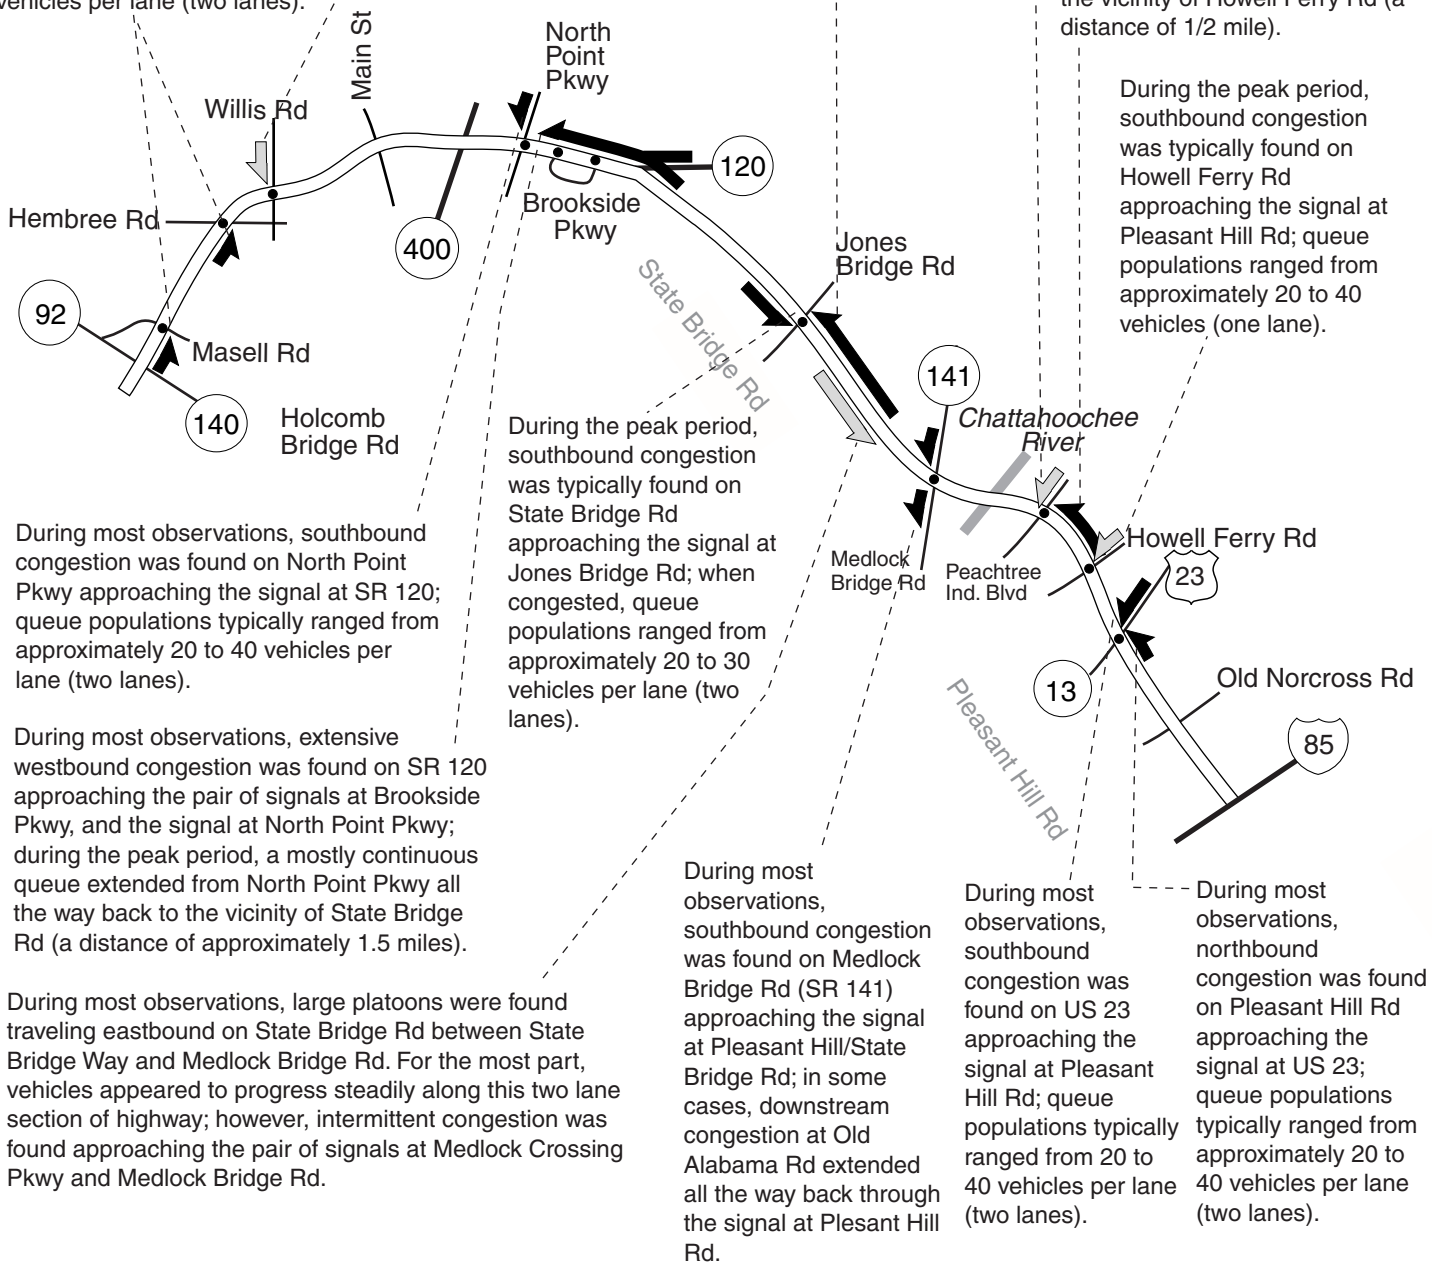 vehicles per lane (two lanes).
the vicinity of Howell Ferry Rd (a
distance of 1/2 mile).
Main St
North
Point
Pkwy
Willis Rd
120
Brookside
Pkwy
Hembree Rd
400
92
Masell Rd
140
Holcomb
Bridge Rd
State Bridge Rd
Jones
Bridge Rd
141
Chattahoochee
River
During the peak period,
southbound congestion
was typically found on
Howell Ferry Rd
approaching the signal at
Pleasant Hill Rd; queue
populations ranged from
approximately 20 to 40
vehicles (one lane).
Medlock
Bridge Rd
Peachtree
Ind. Blvd
Howell Ferry Rd
23
13
Old Norcross Rd
85
Pleasant Hill Rd
During the peak period,
southbound congestion
was typically found on
State Bridge Rd
approaching the signal at
Jones Bridge Rd; when
congested, queue
populations ranged from
approximately 20 to 30
vehicles per lane (two
lanes).
During most observations, southbound
congestion was found on North Point
Pkwy approaching the signal at SR 120;
queue populations typically ranged from
approximately 20 to 40 vehicles per
lane (two lanes).
During most observations, extensive
westbound congestion was found on SR 120
approaching the pair of signals at Brookside
Pkwy, and the signal at North Point Pkwy;
during the peak period, a mostly continuous
queue extended from North Point Pkwy all
the way back to the vicinity of State Bridge
Rd (a distance of approximately 1.5 miles).
During most observations, large platoons were found
traveling eastbound on State Bridge Rd between State
Bridge Way and Medlock Bridge Rd. For the most part,
vehicles appeared to progress steadily along this two lane
section of highway; however, intermittent congestion was
found approaching the pair of signals at Medlock Crossing
Pkwy and Medlock Bridge Rd.
During most
observations,
southbound congestion
was found on Medlock
Bridge Rd (SR 141)
approaching the signal
at Pleasant Hill/State
Bridge Rd; in some
cases, downstream
congestion at Old
Alabama Rd extended
all the way back through
the signal at Plesant Hill
Rd.
During most
observations,
southbound
congestion was
found on US 23
approaching the
signal at Pleasant
Hill Rd; queue
populations typically
ranged from 20 to
40 vehicles per lane
(two lanes).
During most
observations,
northbound
congestion was found
on Pleasant Hill Rd
approaching the
signal at US 23;
queue populations
typically ranged from
approximately 20 to
40 vehicles per lane
(two lanes).